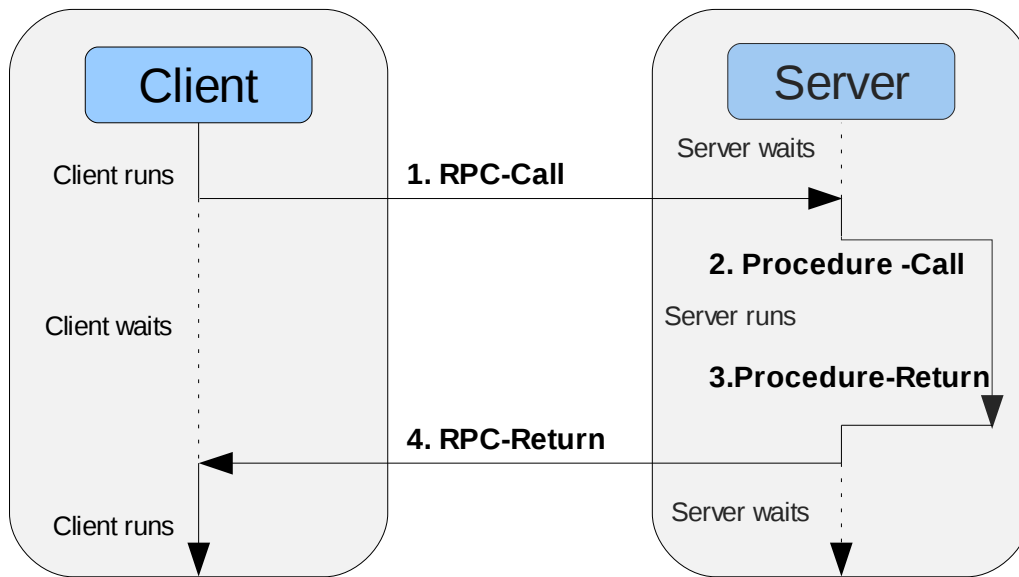 Client
Server
Server waits
Client runs
1. RPC-Call
2. Procedure -Call
Server runs
Client waits
3.Procedure-Return
4. RPC-Return
Server waits
Client runs